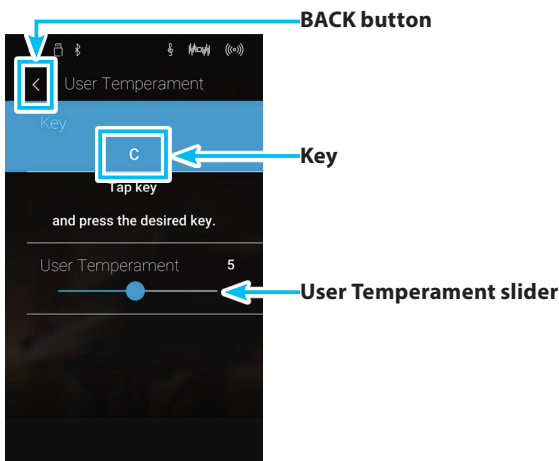 BACK button
User Temperament
Key
C
Key
Tap key
and press the desired key.
User Temperament 5
User Temperament slider